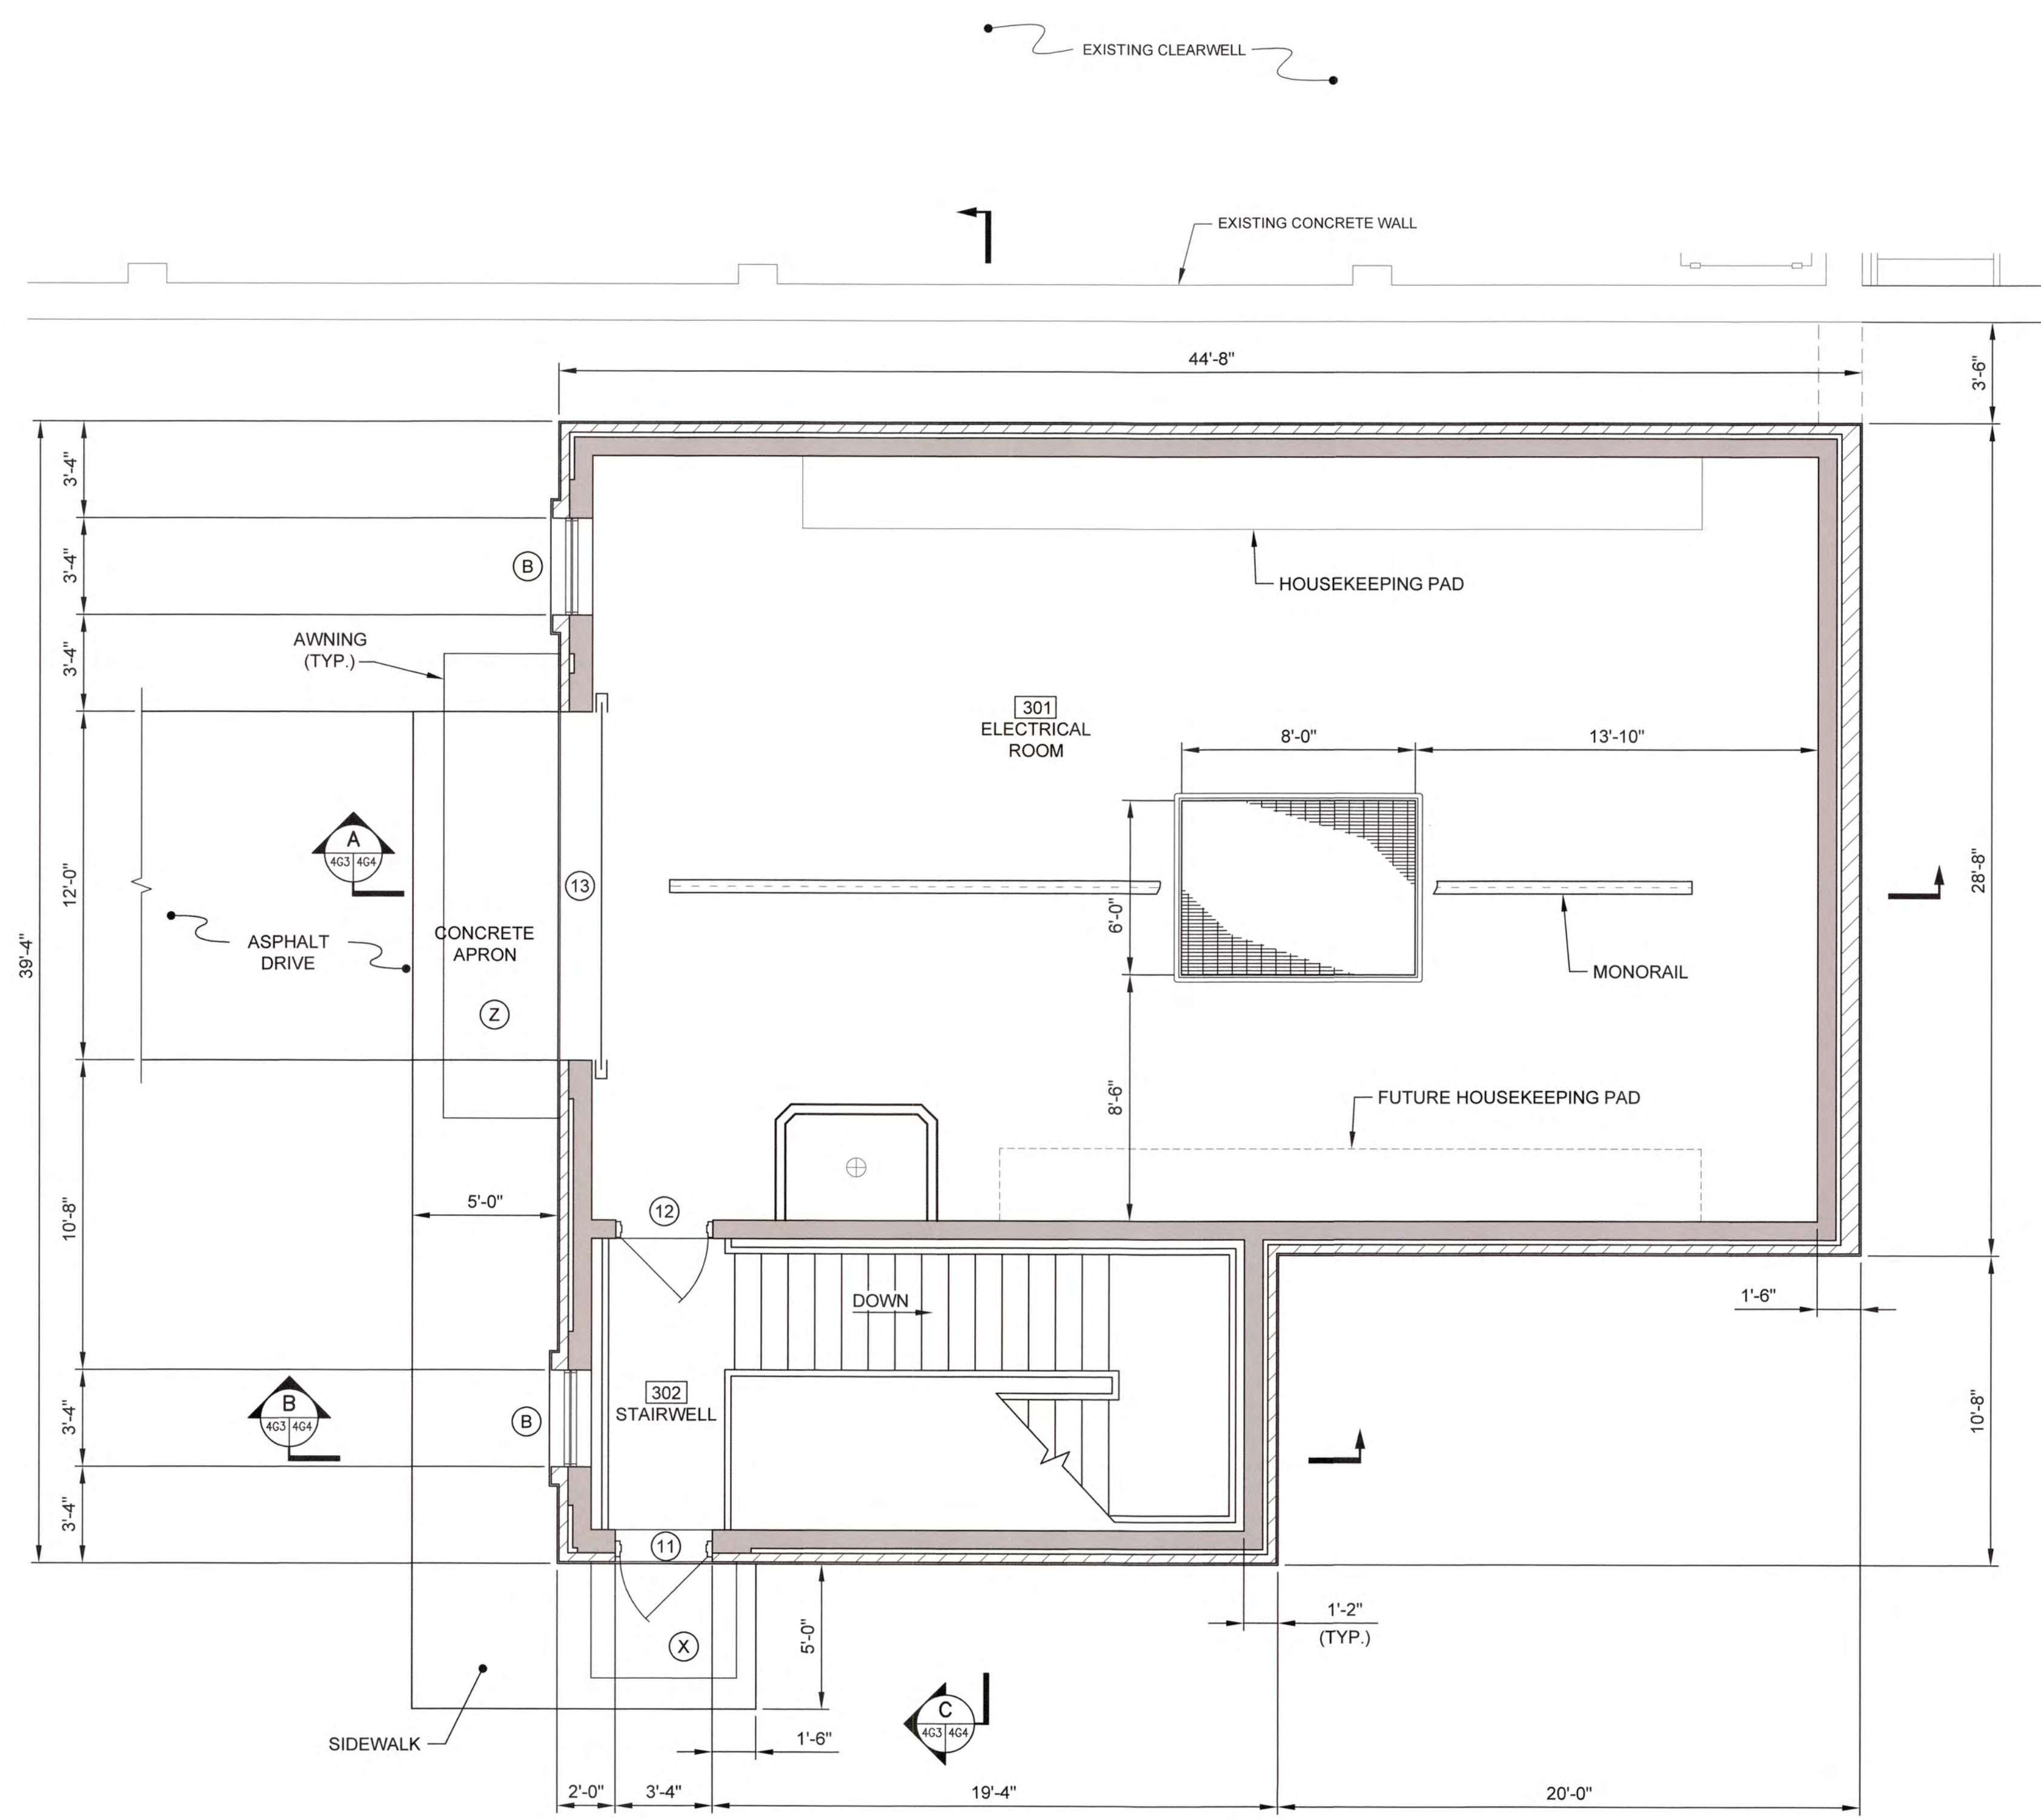 EXISTING CLEARWELL
EXISTING CONCRETE WALL
44'-8"
3'-6"
3'-4"
3'-4"
B
HOUSEKEEPING PAD
AWNING
(TYP.)
3'-4"
301
ELECTRICAL
ROOM
8'-0"
13'-10"
A
4G3 4G4
12'-0"
13
28'-8"
6'-0"
39'-4"
ASPHALT
DRIVE
CONCRETE
APRON
MONORAIL
Z
8'-6"
FUTURE HOUSEKEEPING PAD
5'-0"
12
10'-8"
DOWN
1'-6"
302
STAIRWELL
B
4G3 4G4
3'-4"
B
10'-8"
3'-4"
11
1'-2"
(TYP.)
X
5'-0"
C
4G3 4G4
SIDEWALK
1'-6"
2'-0"
3'-4"
19'-4"
20'-0"